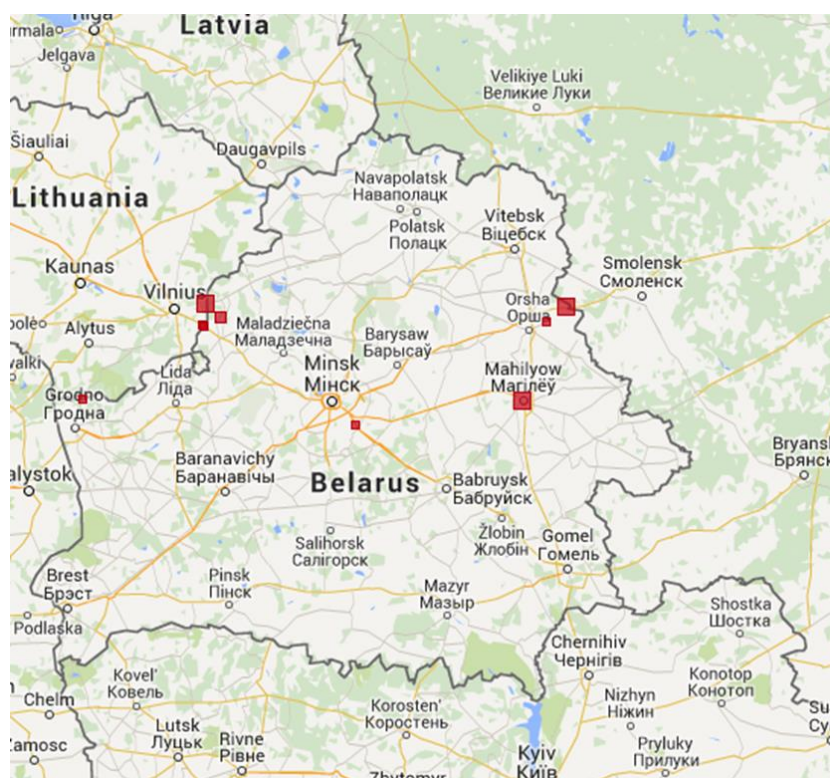 Latvia
Jelgava
Velikiye Luki
Великие Луки
Šiauliai
Daugavpils
Lithuania
Navapolatsk
Наваполацк
Polatsk
Полацк
Vitebsk
Віцебск
Kaunas
Smolensk
Смоленск
Vilnius
Orsha
Орша
Alytus
Maladziečna
Маладзечна
Barysaw
Барысаў
Minsk
Мінск
Lida
Ліда
Mahilyow
Магілёў
Grodno
Гродна
Baranavichy
Баранавічы
Belarus
Babruysk
Бабруйск
Žlobin
Жлобін
Salihorsk
Салігорск
Gomel
Гомель
Brest
Брэст
Pinsk
Пінск
Mazyr
Мазыр
Podlaska
Shostka
Шостка
Chernihiv
Чернігів
Kovel'
Ковель
Chelm
Korosten'
Коростень
Nizhyn
Ніжин
Konotop
Конотоп
Lutsk
Луцьк
Rivne
Рівне
Kyiv
Київ
Pryluky
Прилуки